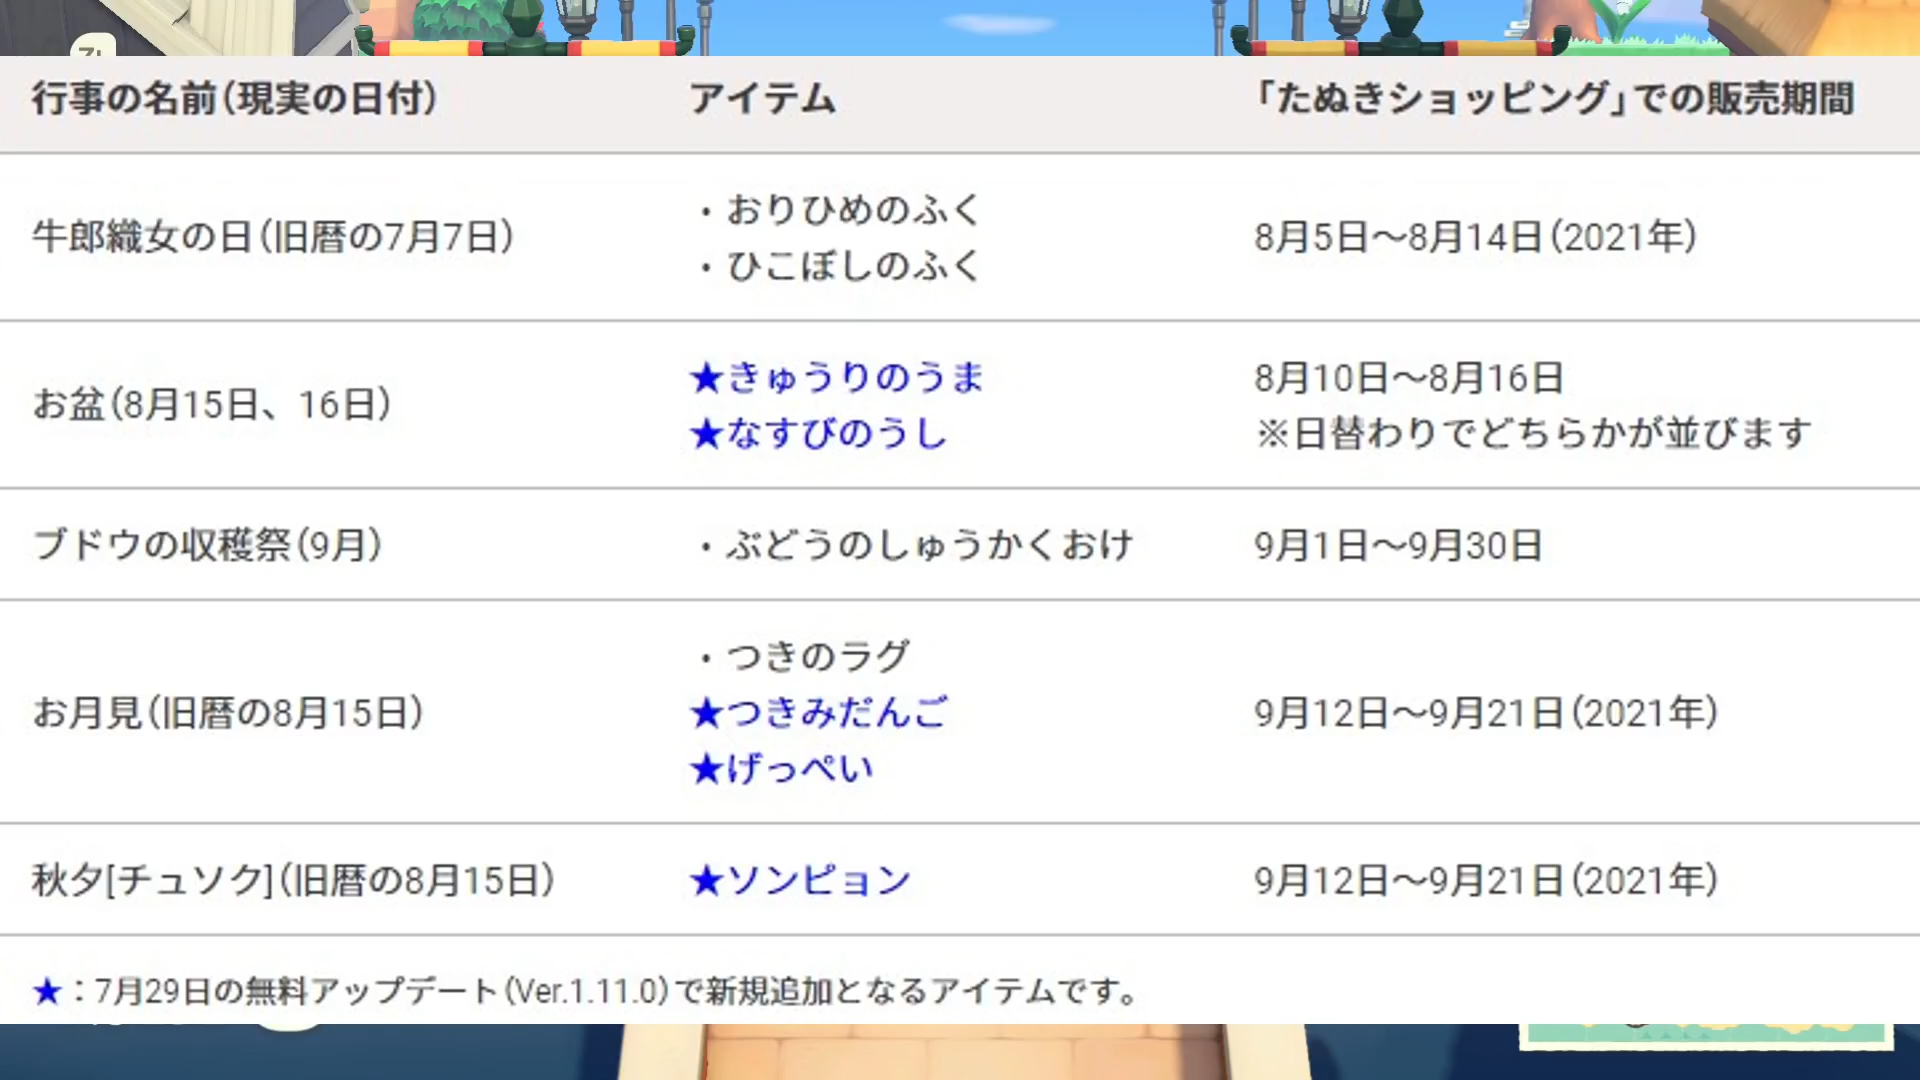 行事の名前(現実の日付)
アイテム
「たぬきショッピング」での販売期間
牛郎織女の日(旧暦の7月7日)
・おりひめのふく
・ひこぼしのふく
8月5日～8月14日(2021年)
お盆(8月15日、16日)
★きゅうりのうま
★なすびのうし
8月10日～8月16日
※日替わりでどちらかが並びます
ブドウの収穫祭(9月)
・ぶどうのしゅうかくおけ
9月1日～9月30日
お月見(旧暦の8月15日)
・つきのラグ
★つきみだんご
★げっぺい
9月12日～9月21日(2021年)
秋夕[チュソク](旧暦の8月15日)
★ソンピョン
9月12日～9月21日(2021年)
★：7月29日の無料アップデート(Ver.1.11.0)で新規追加となるアイテムです。